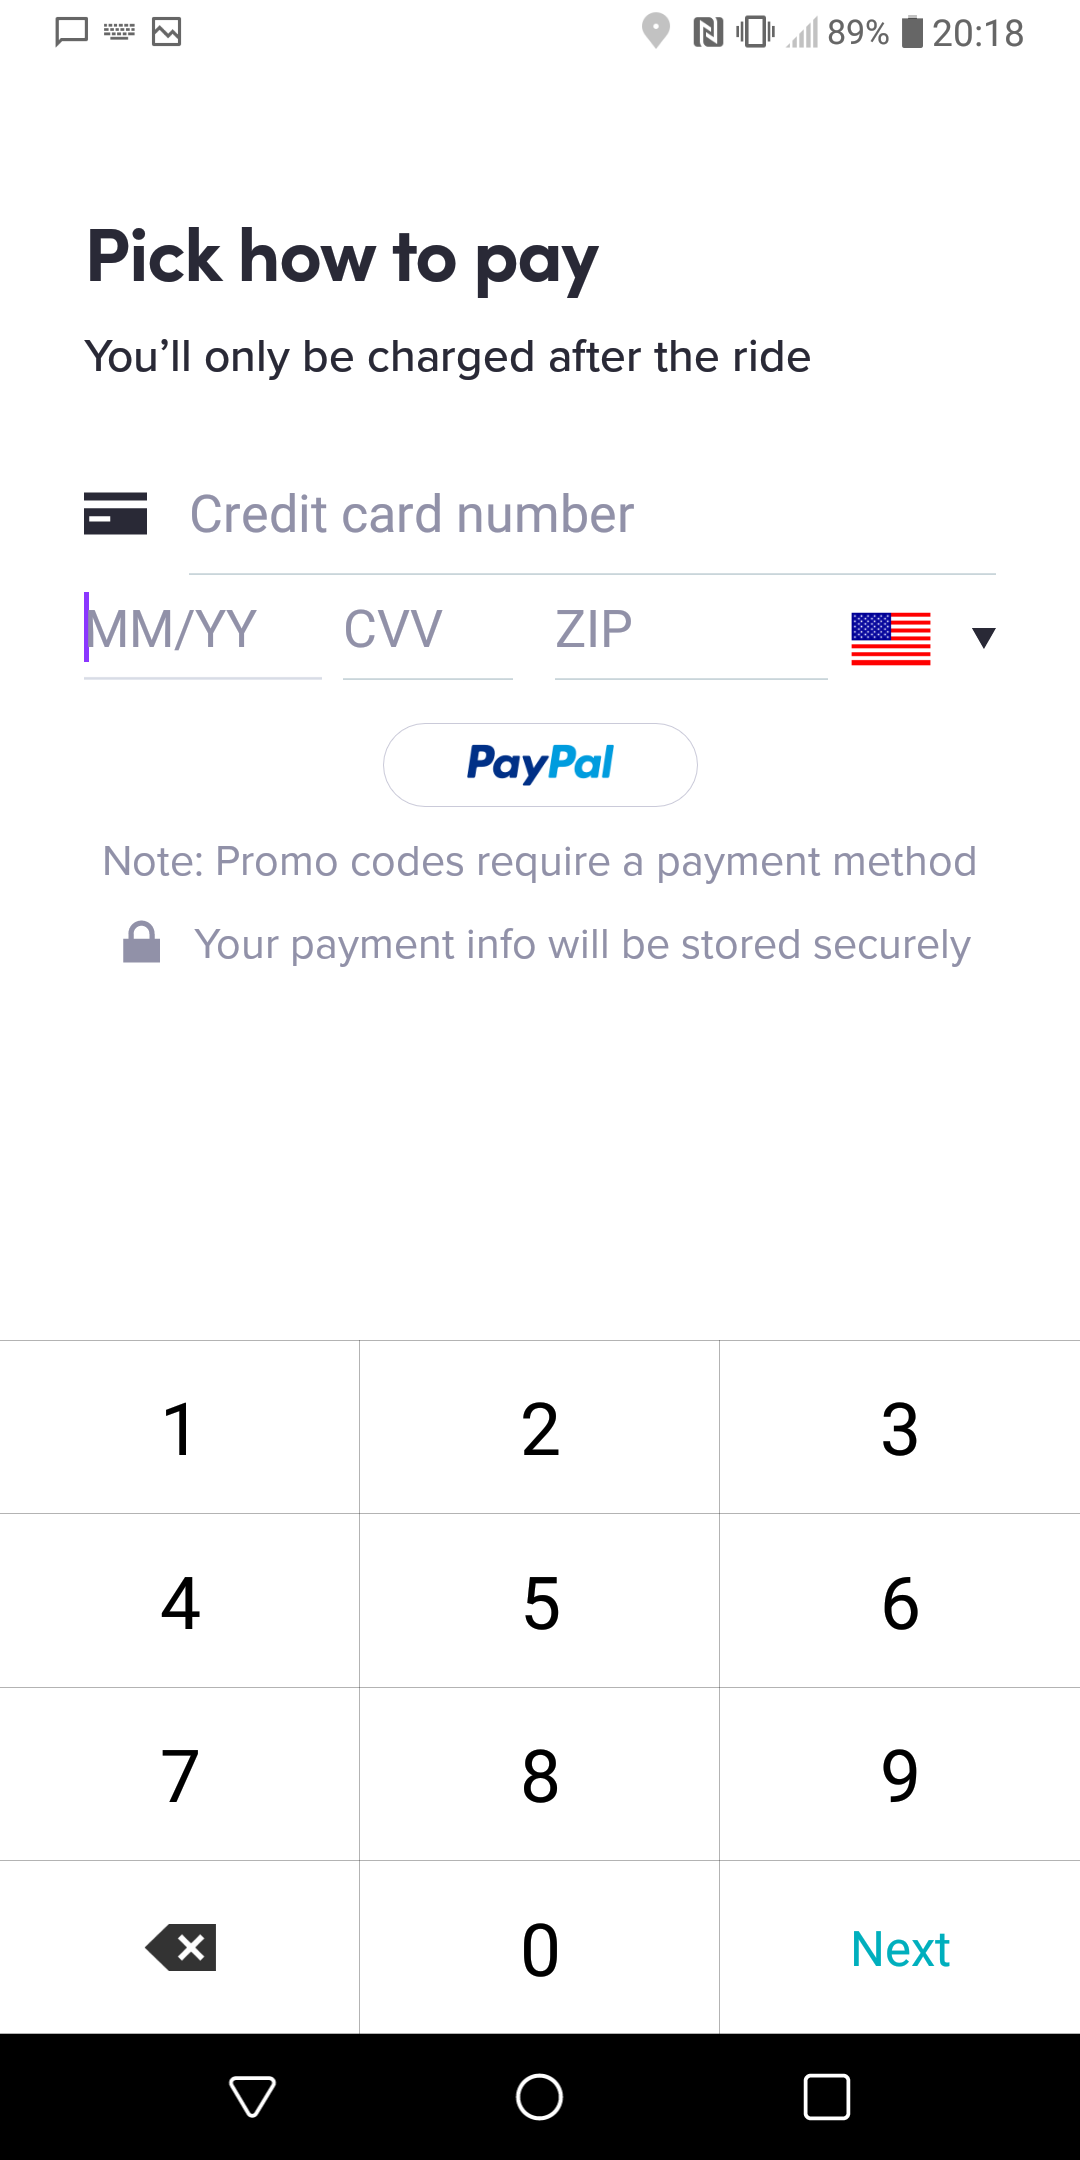 89% 20:18
Pick how to pay
You’ll only be charged after the ride
Credit card number
MM/YY CVV ZIP
PayPal
Note: Promo codes require a payment method
Your payment info will be stored securely
1 2 3
4 5 6
7 8 9
0 Next